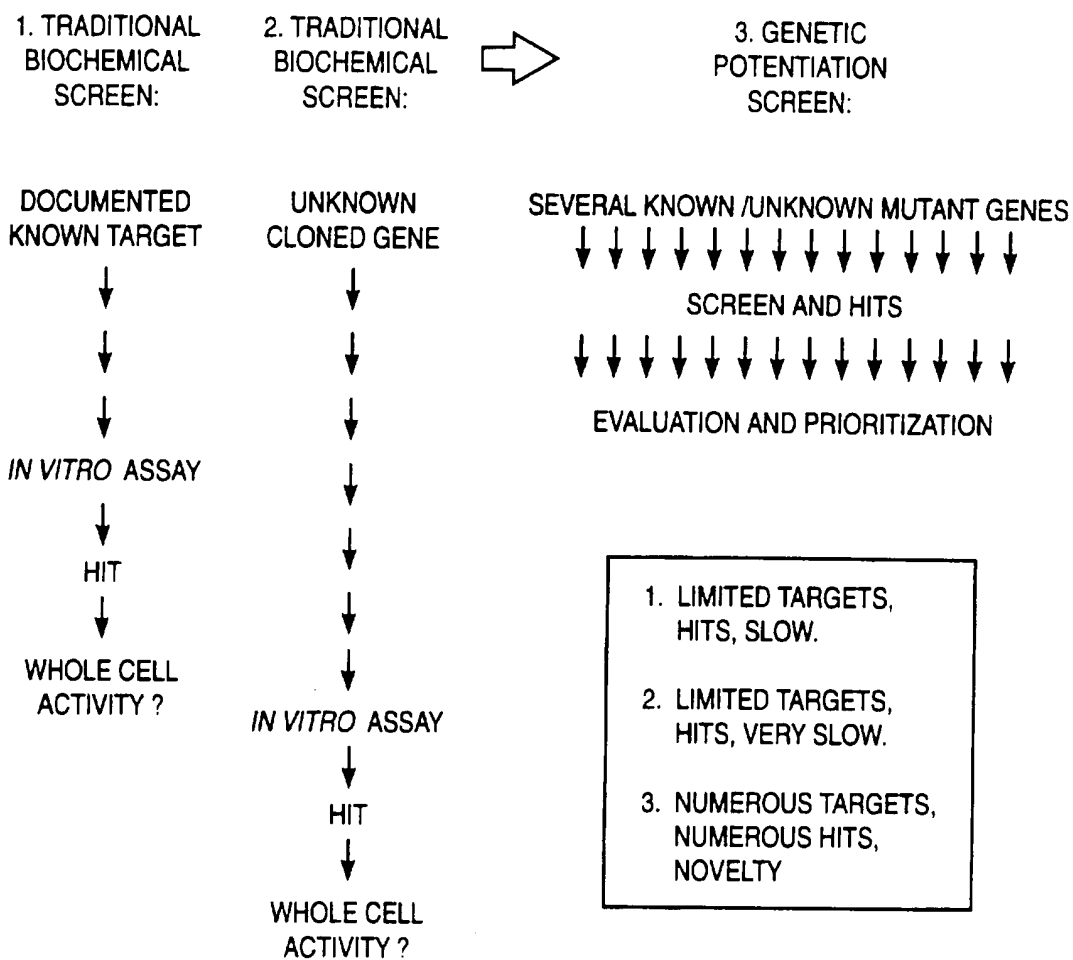 1. TRADITIONAL
BIOCHEMICAL
SCREEN:
DOCUMENTED
KNOWN TARGET
IN VITRO ASSAY
HIT
WHOLE CELL
ACTIVITY ?
2. TRADITIONAL
BIOCHEMICAL
SCREEN:
UNKNOWN
CLONED GENE
IN VITRO ASSAY
HIT
WHOLE CELL
ACTIVITY ?
3. GENETIC
POTENTIATION
SCREEN:
SEVERAL KNOWN /UNKNOWN MUTANT GENES
SCREEN AND HITS
EVALUATION AND PRIORITIZATION
1. LIMITED TARGETS,
HITS, SLOW.
2. LIMITED TARGETS,
HITS, VERY SLOW.
3. NUMEROUS TARGETS,
NUMEROUS HITS,
NOVELTY